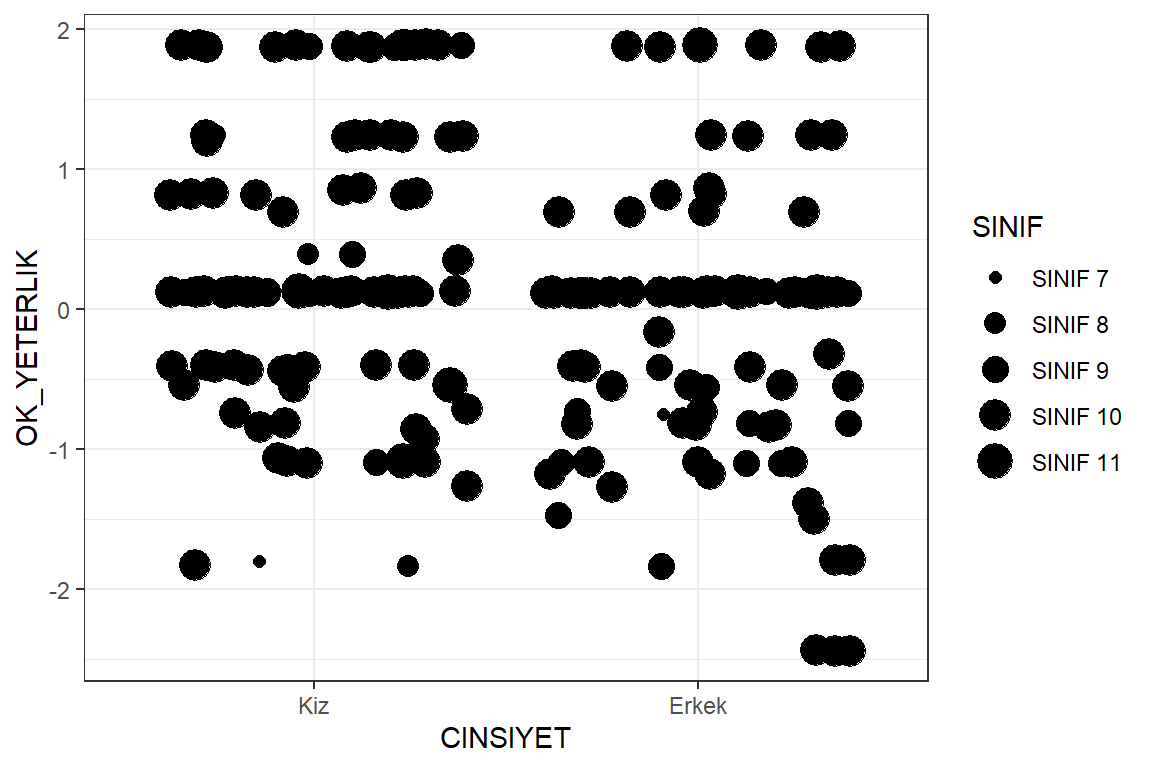 2
1
0
-1
-2
OK_YETERLIK
Kiz
Erkek
CINSIYET
SINIF
SINIF 7
SINIF 8
SINIF 9
SINIF 10
SINIF 11